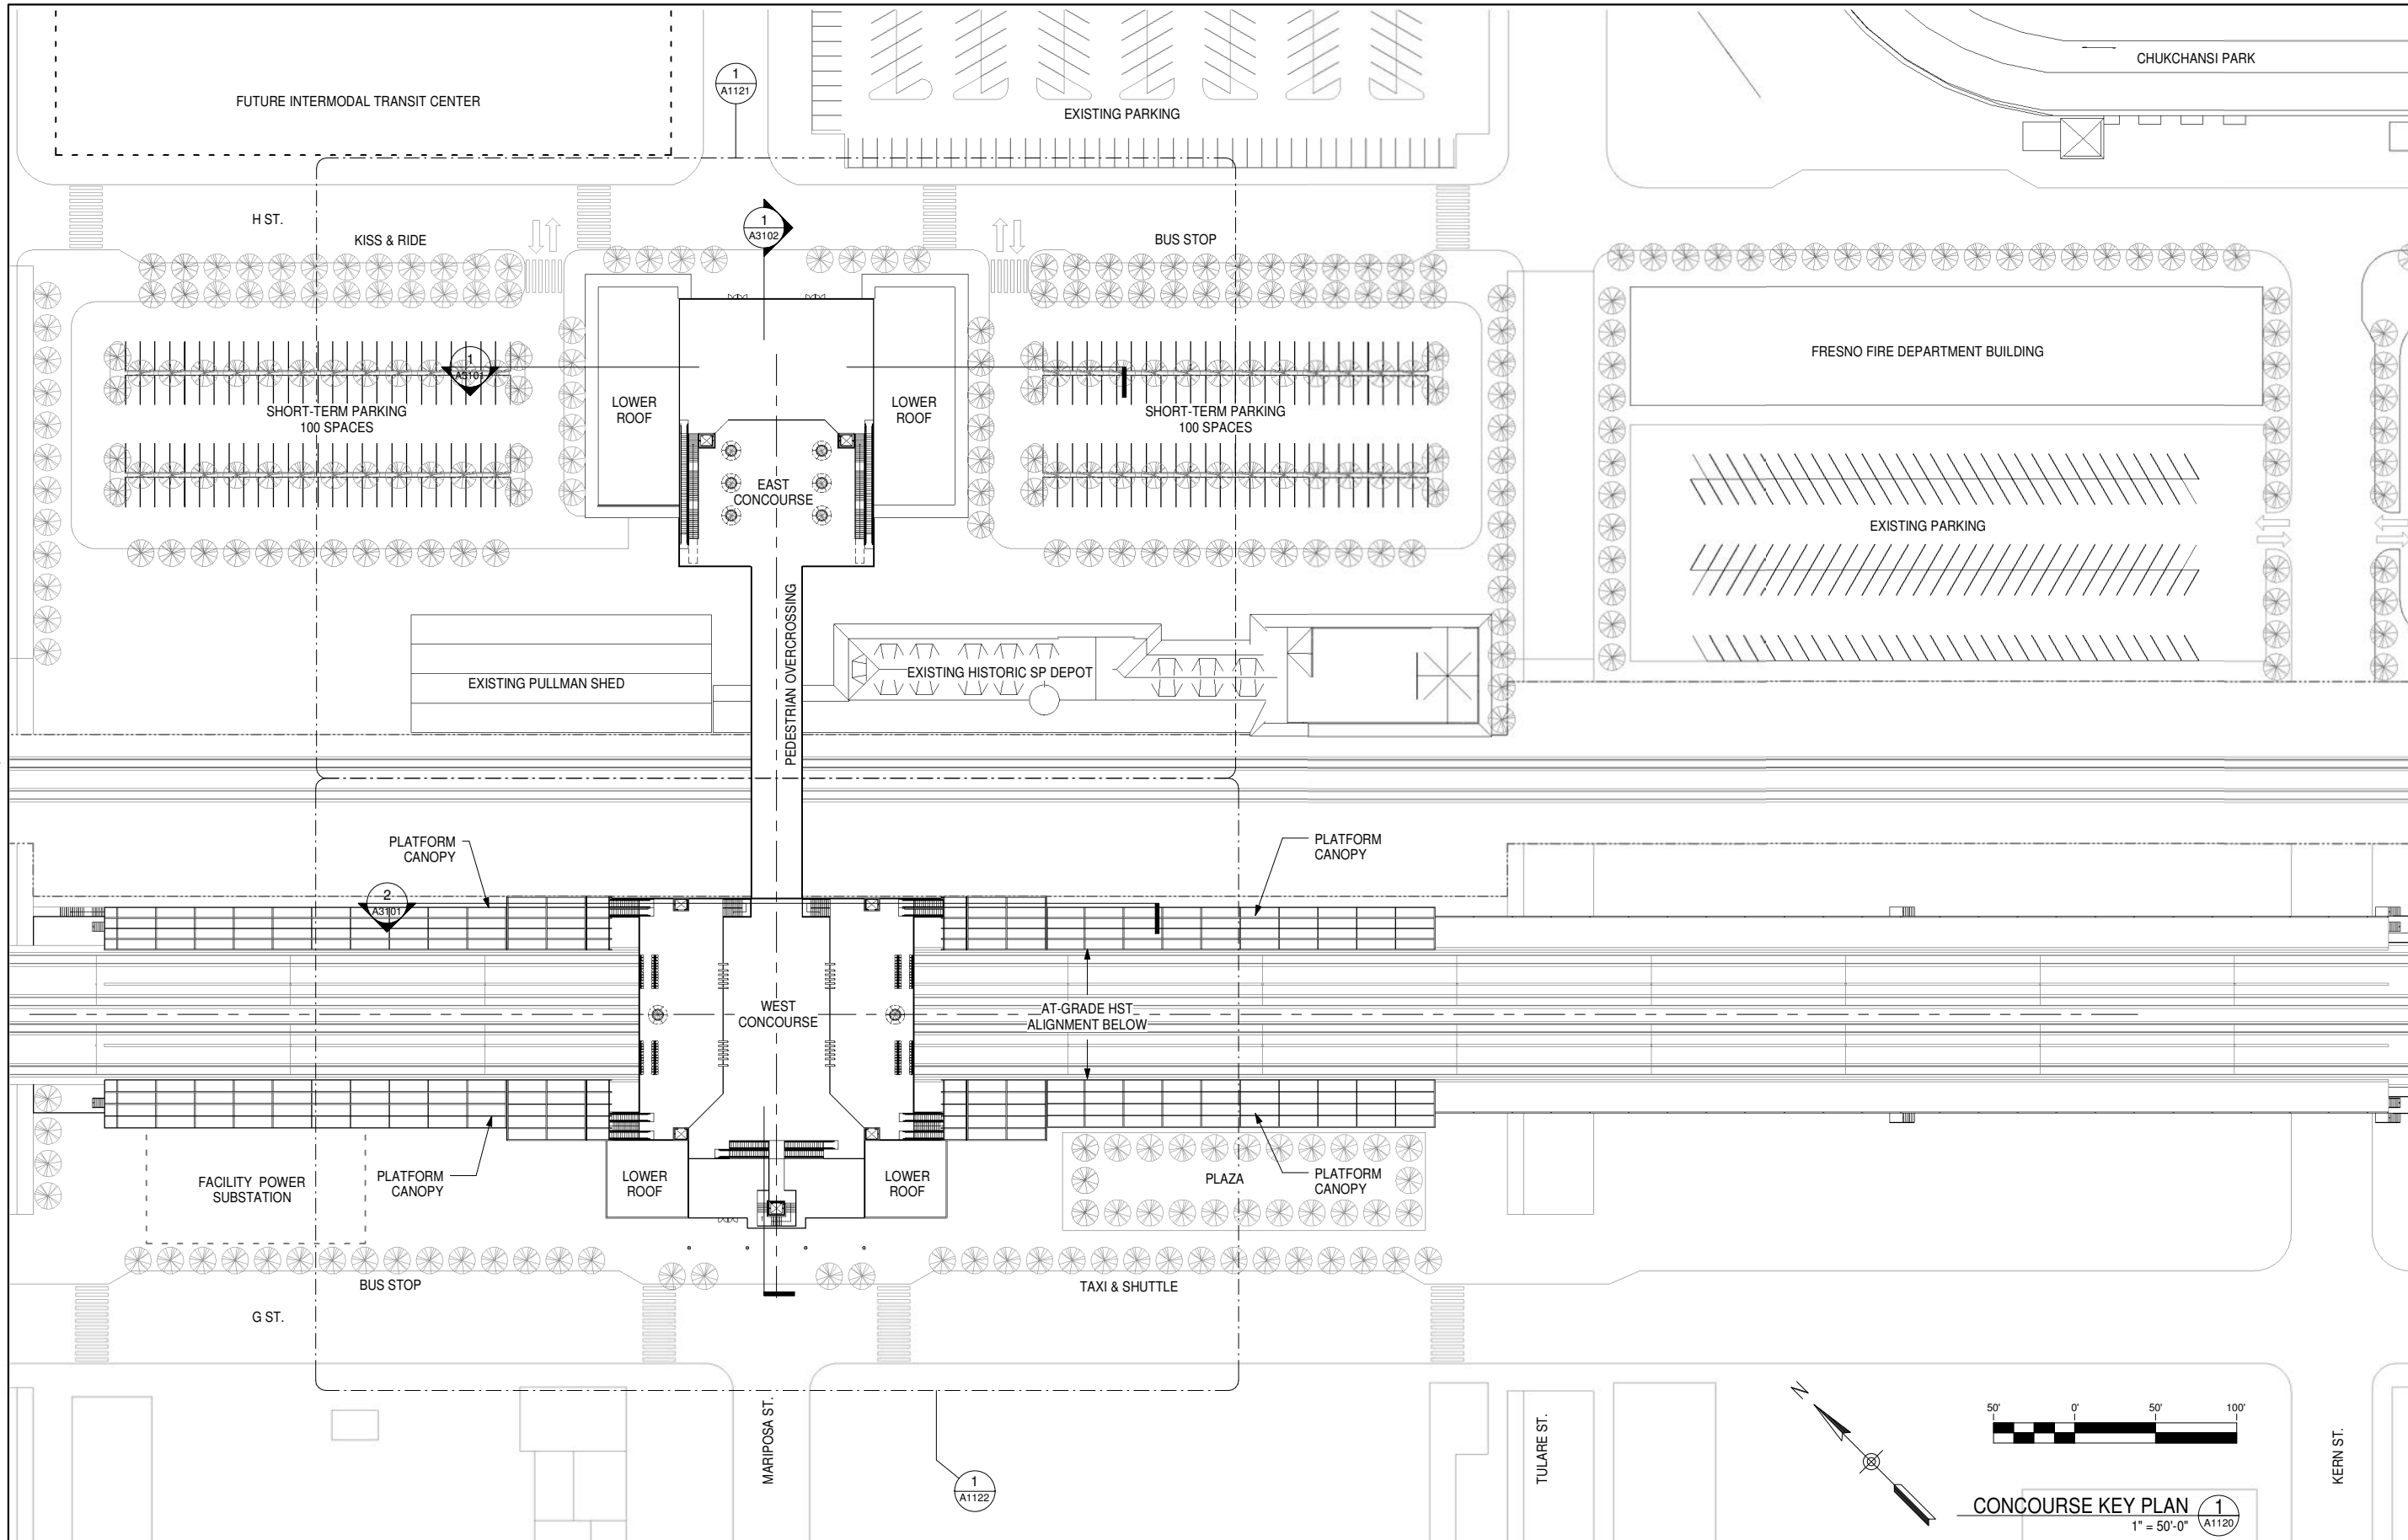 CHUKCHANSI PARK
1
A1121
FUTURE INTERMODAL TRANSIT CENTER
EXISTING PARKING
H ST.
1
A3102
KISS & RIDE
BUS STOP
FRESNO FIRE DEPARTMENT BUILDING
1
A3101
LOWER
ROOF
LOWER
ROOF
SHORT-TERM PARKING
100 SPACES
SHORT-TERM PARKING
100 SPACES
EAST
CONCOURSE
EXISTING PARKING
PEDESTRIAN OVERCROSSING
EXISTING PULLMAN SHED
EXISTING HISTORIC SP DEPOT
PLATFORM
CANOPY
PLATFORM
CANOPY
2
A3101
WEST
CONCOURSE
AT-GRADE HST
ALIGNMENT BELOW
FACILITY POWER
SUBSTATION
PLATFORM
CANOPY
LOWER
ROOF
LOWER
ROOF
PLAZA
PLATFORM
CANOPY
BUS STOP
TAXI & SHUTTLE
G ST.
MARIPOSA ST.
TULARE ST.
KERN ST.
N
50' 0' 50' 100'
1
A1122
CONCOURSE KEY PLAN
1" = 50'-0"
1
A1120